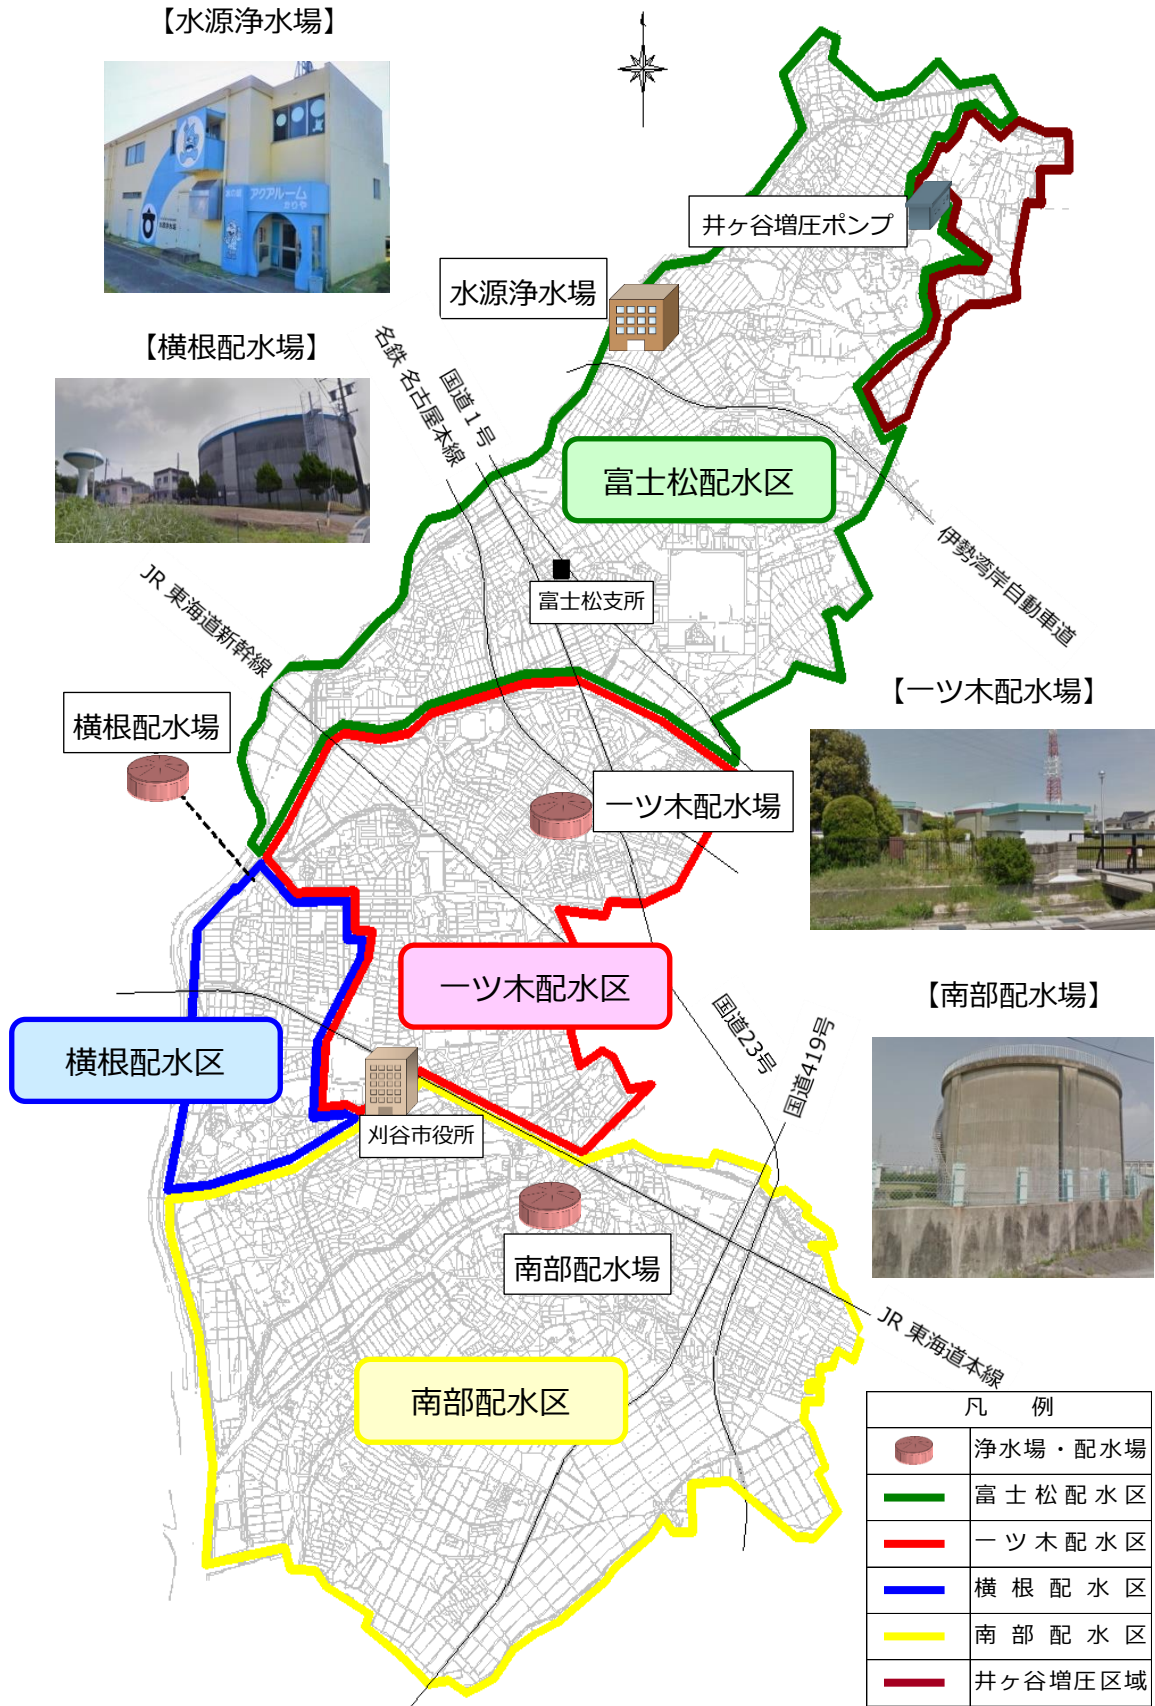 【水源浄水場】
アクアルーム
かりや
水源浄水場
井ヶ谷増圧ポンプ
水源浄水場
【横根配水場】
名鉄 名古屋本線
国道1号
富士松配水区
伊勢湾岸自動車道
JR 東海道新幹線
富士松支所
【一ツ木配水場】
横根配水場
一ツ木配水場
一ツ木配水区
【南部配水場】
国道23号
国道419号
横根配水区
刈谷市役所
南部配水場
JR 東海道本線
南部配水区
凡 例
浄水場・配水場
富士松配水区
一ツ木配水区
横根配水区
南部配水区
井ヶ谷増圧区域